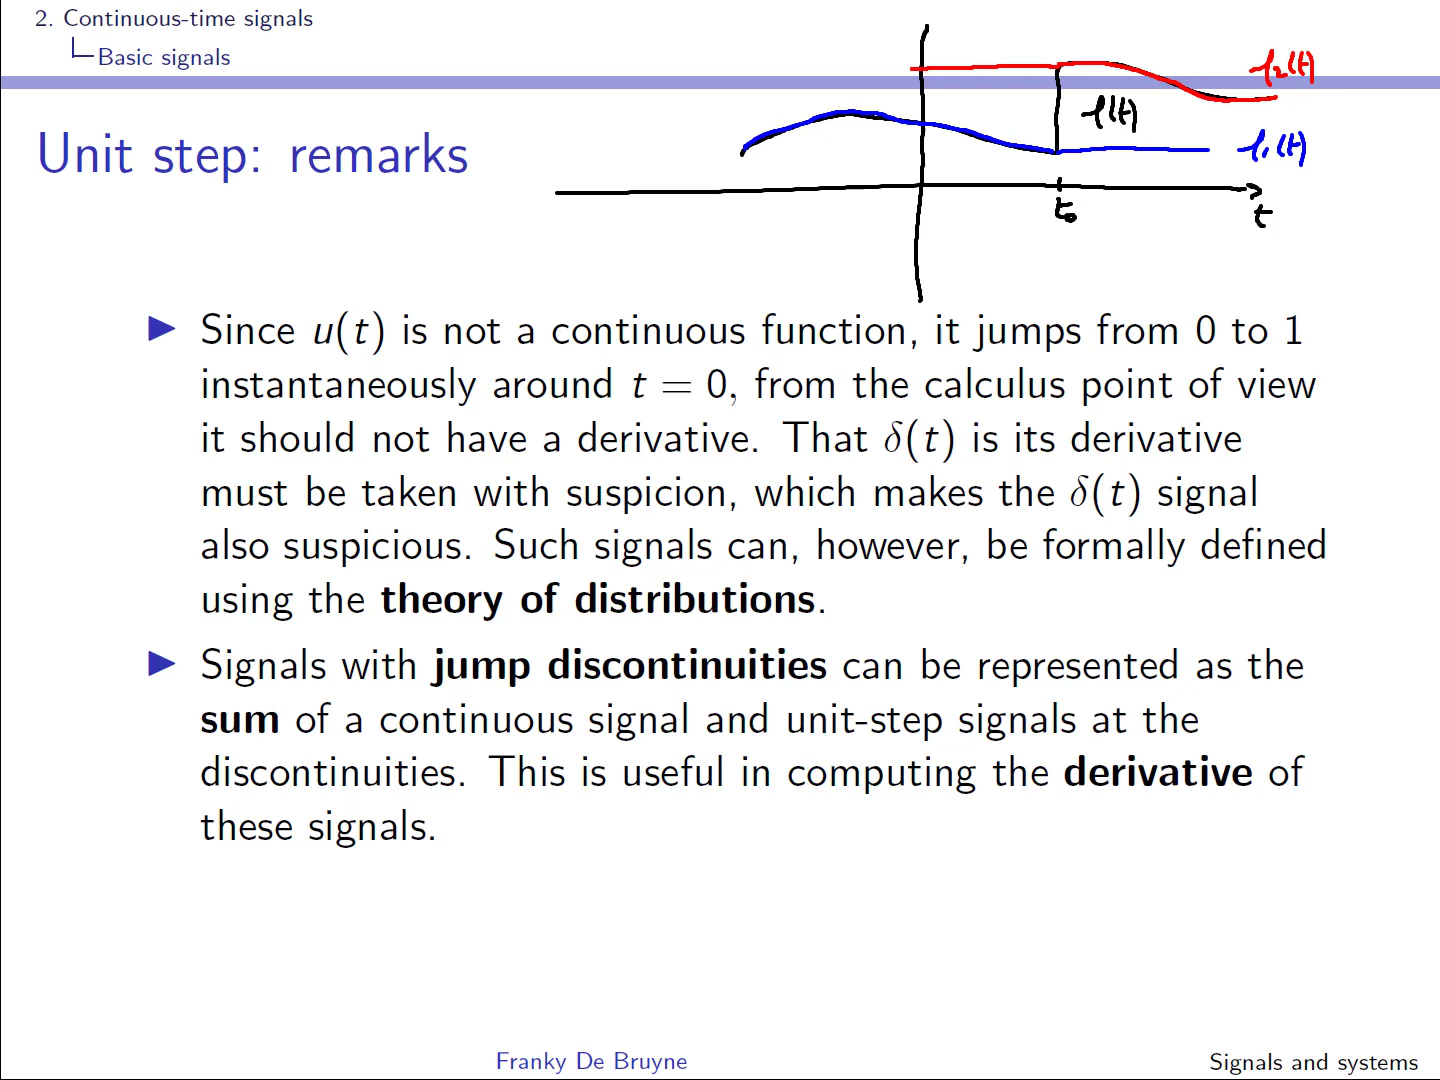 2. Continuous-time signals
Basic signals
Unit step: remarks
f₂(t)
f(t)
f₁(t)
t₀
t
Since u(t) is not a continuous function, it jumps from 0 to 1
instantaneously around t = 0, from the calculus point of view
it should not have a derivative. That δ(t) is its derivative
must be taken with suspicion, which makes the δ(t) signal
also suspicious. Such signals can, however, be formally defined
using the theory of distributions.
Signals with jump discontinuities can be represented as the
sum of a continuous signal and unit-step signals at the
discontinuities. This is useful in computing the derivative of
these signals.
Franky De Bruyne
Signals and systems